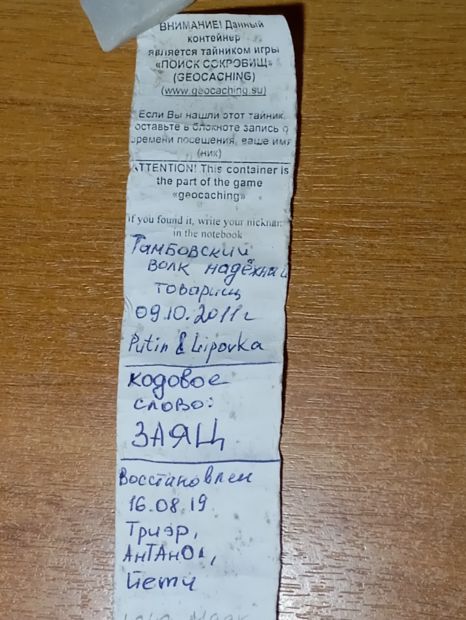 ВНИМАНИЕ! Данный
контейнер
является тайником игры
«ПОИСК СОКРОВИЩ»
(GEOCACHING)
(www.geocaching.su)
Если Вы нашли этот тайник
оставьте в блокноте запись о
времени посещения, ваше имя
(ник)
ATTENTION! This container is
the part of the game
«geocaching»
if you found it, write your nicknam
in the notebook
Тамбовский
волк надёжный
товарищ
09.10.2011г
Putin & Lipovka
кодовое
слово:
ЗАЯЦ
Восстановлен
16.08.19
Триэр,
АнТАнОл,
Йети